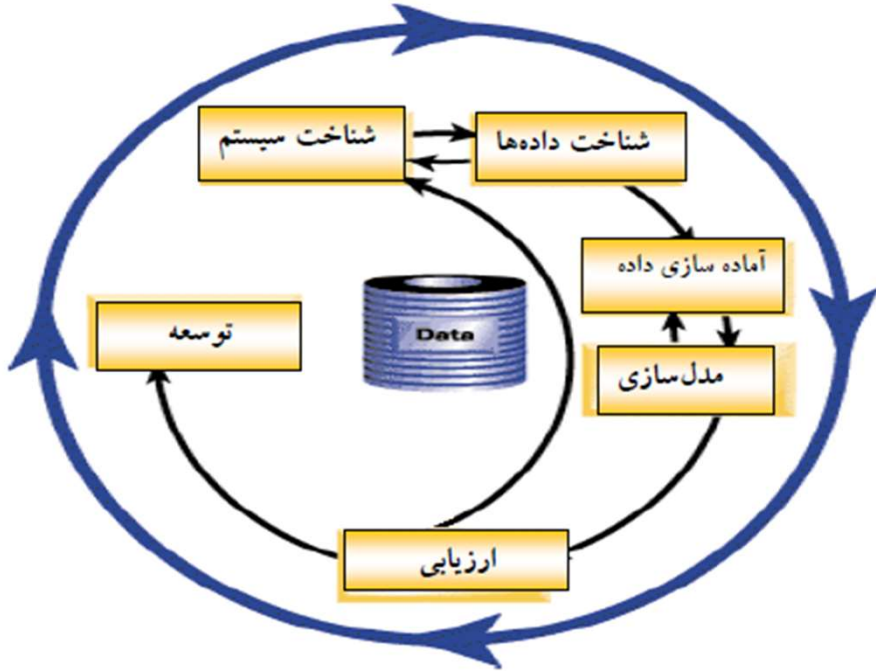 شناخت سیستم
شناخت داده‌ها
آماده سازی داده
مدل‌سازی
ارزیابی
توسعه
Data